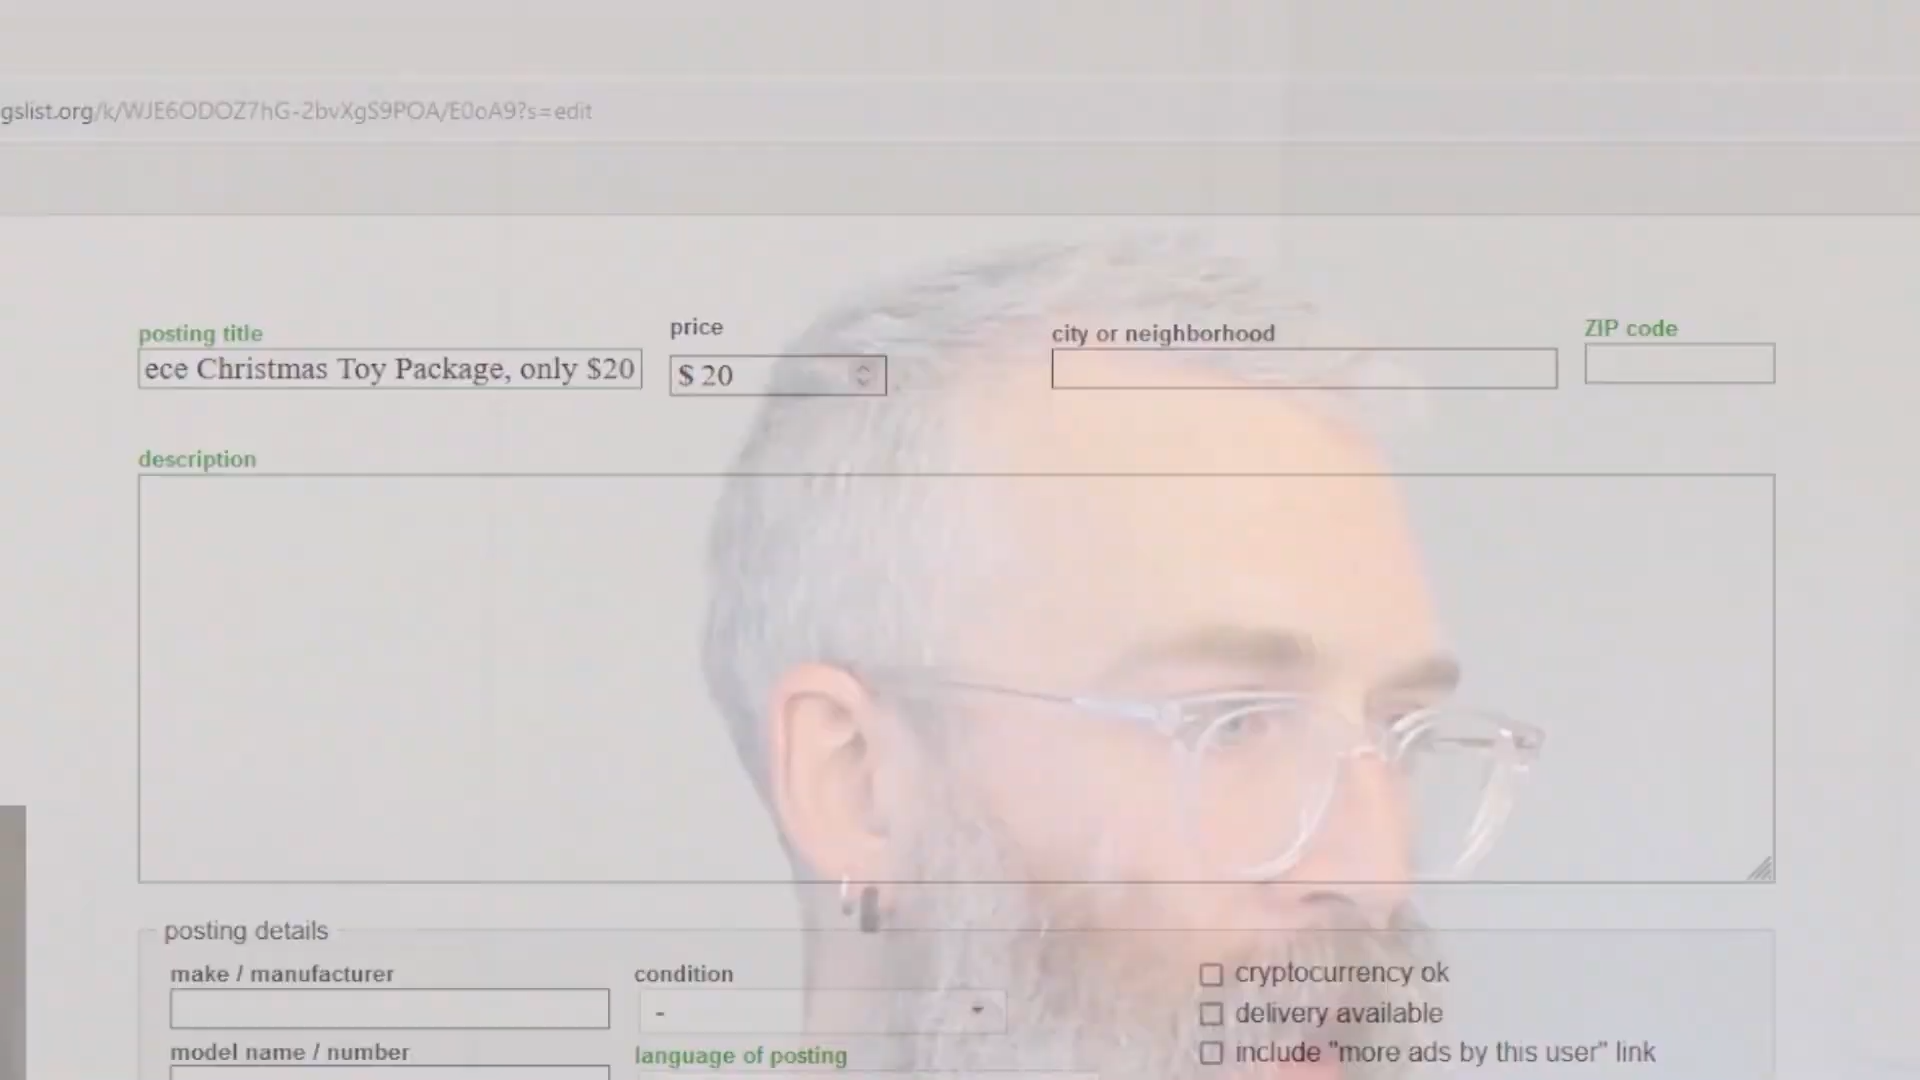 gslist.org/k/WJE6ODOZ7hG-2bvXgS9POA/E0oA9?s=edit
posting title
price
city or neighborhood
ZIP code
ece Christmas Toy Package, only $20
$ 20
description
posting details
make / manufacturer
condition
cryptocurrency ok
-
delivery available
model name / number
language of posting
include "more ads by this user" link